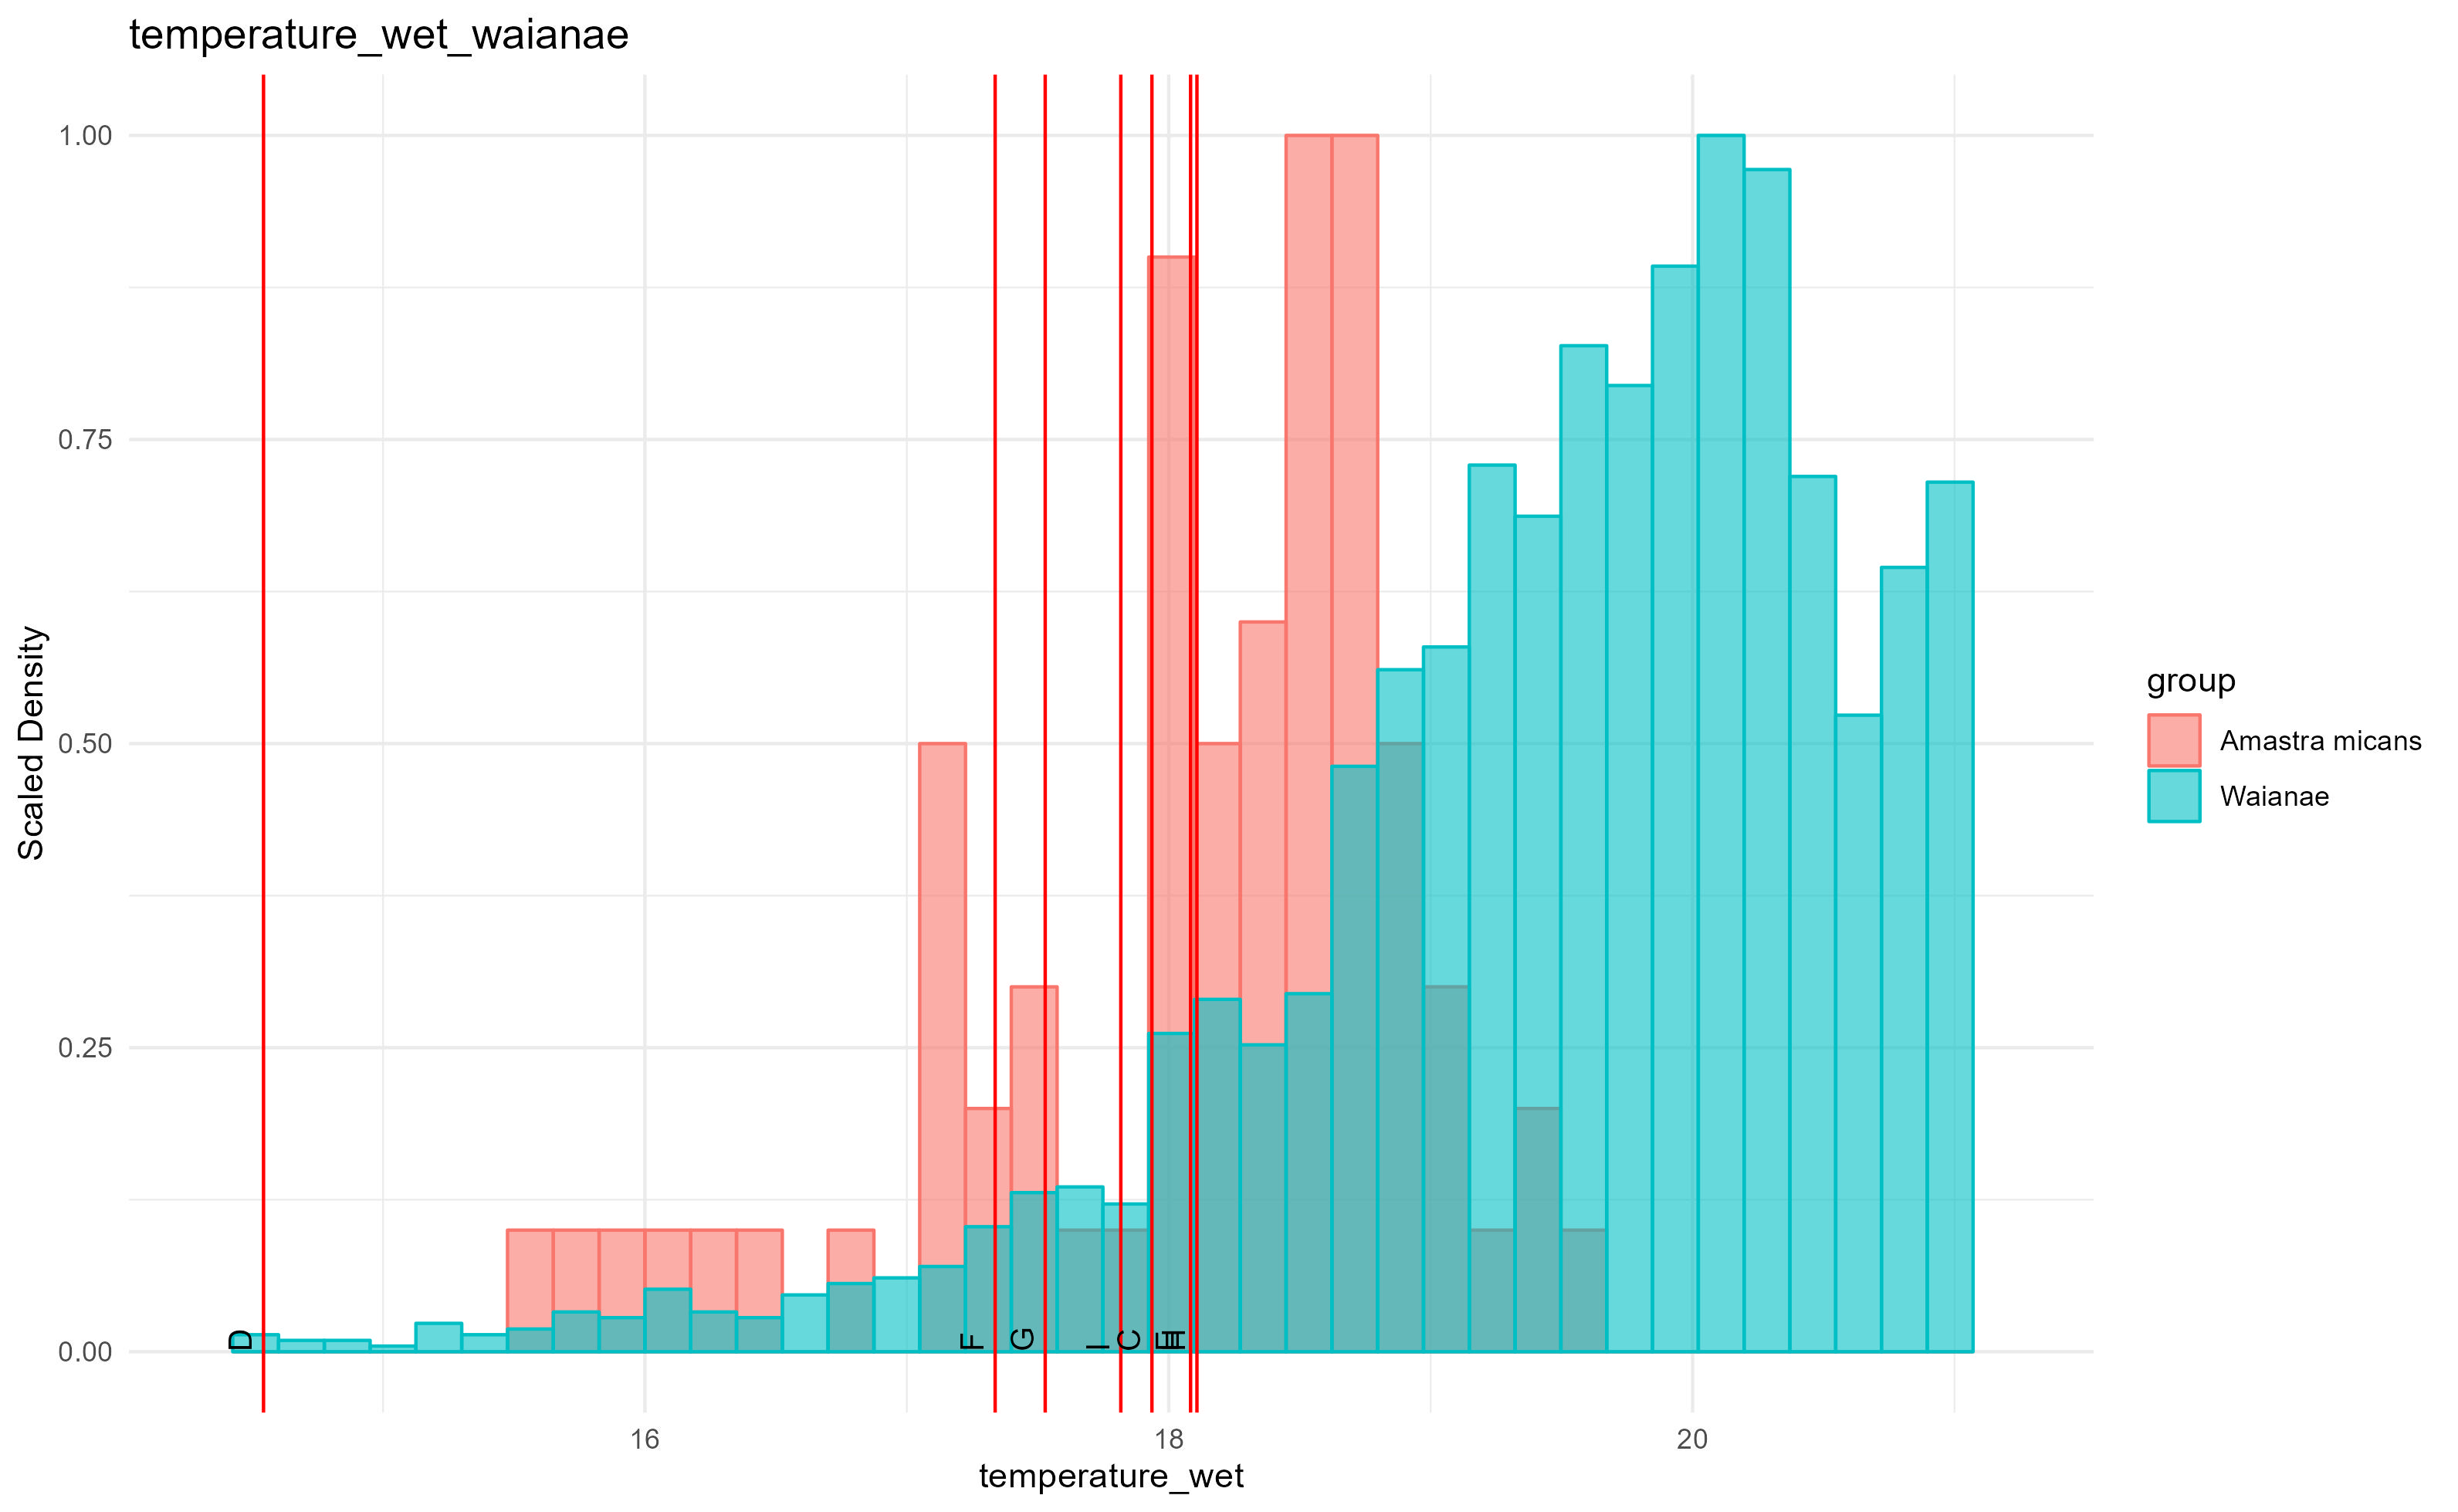 temperature_wet_waianae
1.00
0.75
0.50
0.25
0.00
Scaled Density
D
F
G
I
C
E
H
16
18
20
temperature_wet
group
Amastra micans
Waianae